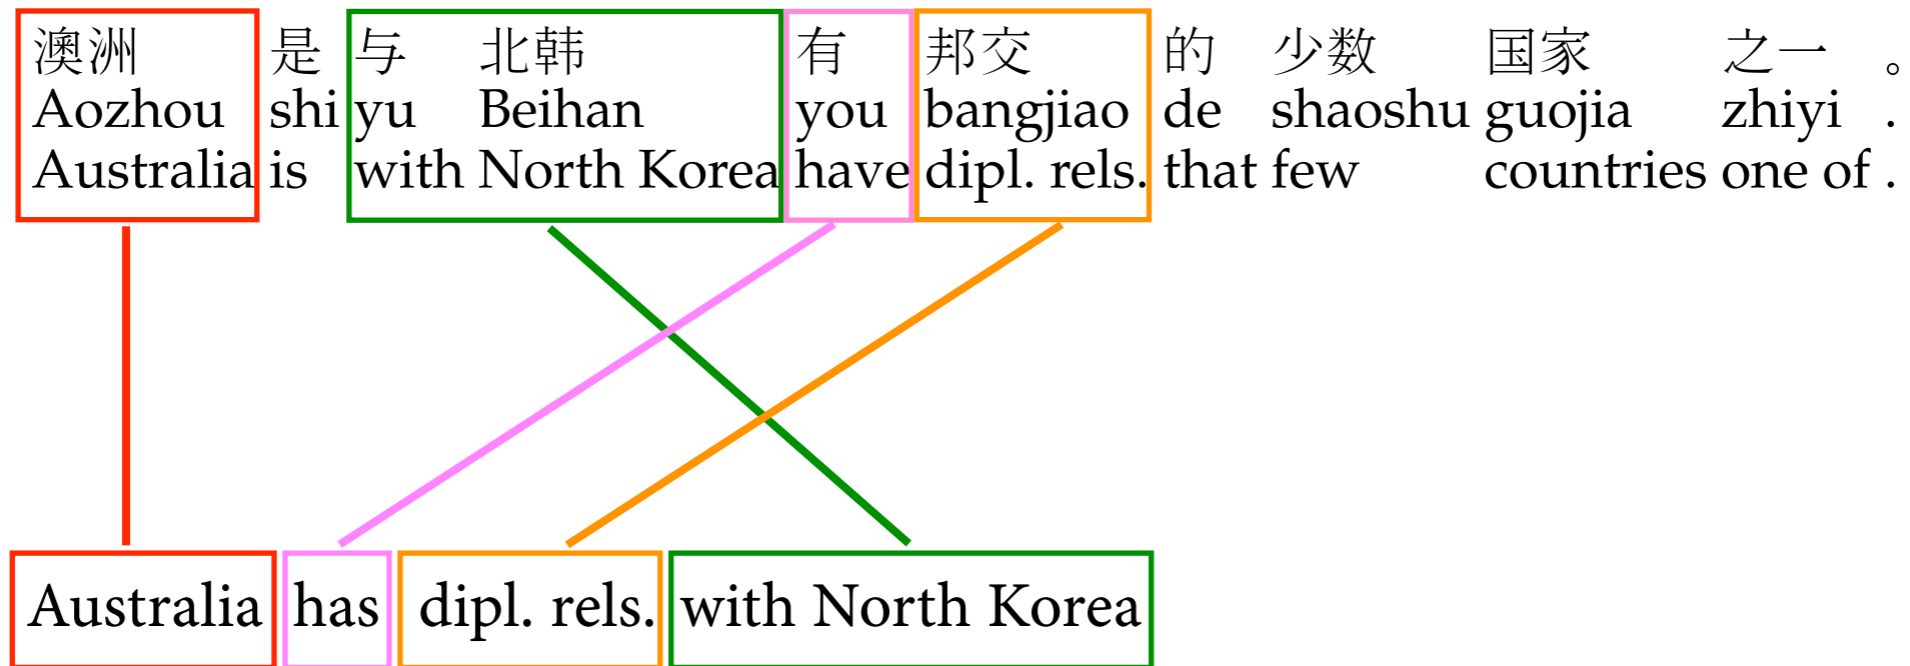 澳洲 是 与 北韩 有 邦交 的 少数 国家 之一 。
Aozhou shi yu Beihan you bangjiao de shaoshu guojia zhiyi .
Australia is with North Korea have dipl. rels. that few countries one of .
Australia has dipl. rels. with North Korea